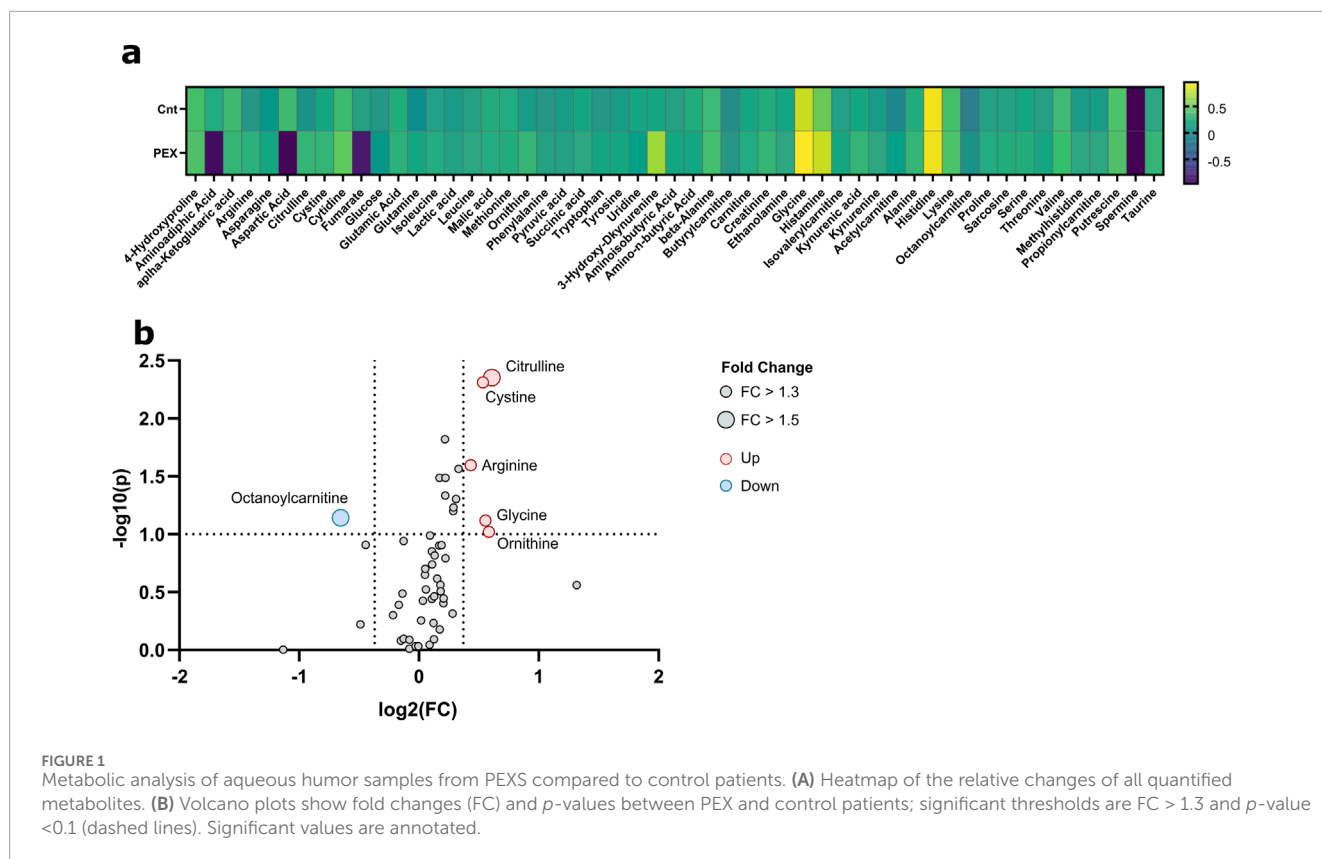 a
Cnt
PEX
0.5
0
-0.5
4-Hydroxyproline
Aminoadiphic Acid
aplha-Ketoglutaric acid
Arginine
Asparagine
Aspartic Acid
Citrulline
Cystine
Cytidine
Fumarate
Glucose
Glutamic Acid
Glutamine
Isoleucine
Lactic acid
Leucine
Malic acid
Methionine
Ornithine
Phenylalanine
Pyruvic acid
Succinic acid
Tryptophan
Tyrosine
Uridine
3-Hydroxy-Dkynurenine
Aminoisobutyric Acid
Amino-n-butyric Acid
beta-Alanine
Butyrylcarnitine
Carnitine
Creatinine
Ethanolamine
Glycine
Histamine
Isovalerylcarnitine
Kynurenic acid
Kynurenine
Acetylcarnitine
Alanine
Histidine
Lysine
Octanoylcarnitine
Proline
Sarcosine
Serine
Threonine
Valine
Methylhistidine
Propionylcarnitine
Putrescine
Spermine
Taurine
b
2.5
2.0
1.5
1.0
0.5
0.0
-log10(p)
-2
-1
0
1
2
log2(FC)
Citrulline
Cystine
Arginine
Octanoylcarnitine
Glycine
Ornithine
Fold Change
FC > 1.3
FC > 1.5
Up
Down
FIGURE 1
Metabolic analysis of aqueous humor samples from PEXS compared to control patients. (A) Heatmap of the relative changes of all quantified
metabolites. (B) Volcano plots show fold changes (FC) and p-values between PEX and control patients; significant thresholds are FC > 1.3 and p-value
<0.1 (dashed lines). Significant values are annotated.